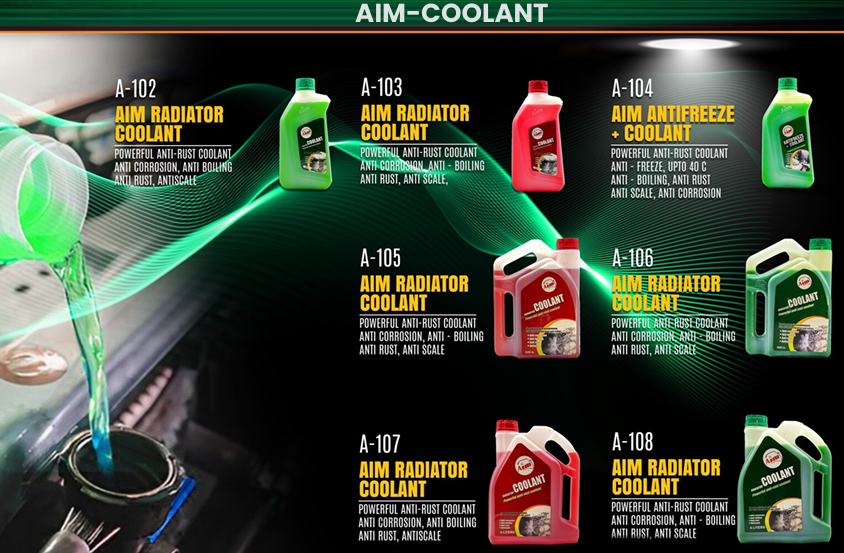 AIM-COOLANT
A-102
AIM RADIATOR
COOLANT
POWERFUL ANTI-RUST COOLANT
ANTI CORROSION, ANTI BOILING
ANTI RUST, ANTISCALE
A-103
AIM RADIATOR
COOLANT
POWERFUL ANTI-RUST COOLANT
ANTI CORROSION, ANTI - BOILING
ANTI RUST, ANTI SCALE,
A-104
AIM ANTIFREEZE
+ COOLANT
POWERFUL ANTI-RUST COOLANT
ANTI - FREEZE, UPTO 40 C
ANTI - BOILING, ANTI RUST
ANTI SCALE, ANTI CORROSION
A-105
AIM RADIATOR
COOLANT
POWERFUL ANTI-RUST COOLANT
ANTI CORROSION, ANTI - BOILING
ANTI RUST, ANTI SCALE
COOLANT
A-106
AIM RADIATOR
COOLANT
POWERFUL ANTI-RUST COOLANT
ANTI CORROSION, ANTI - BOILING
ANTI RUST, ANTI SCALE
COOLANT
A-107
AIM RADIATOR
COOLANT
POWERFUL ANTI-RUST COOLANT
ANTI CORROSION, ANTI BOILING
ANTI RUST, ANTISCALE
COOLANT
A-108
AIM RADIATOR
COOLANT
POWERFUL ANTI-RUST COOLANT
ANTI CORROSION, ANTI - BOILING
ANTI RUST, ANTI SCALE
COOLANT